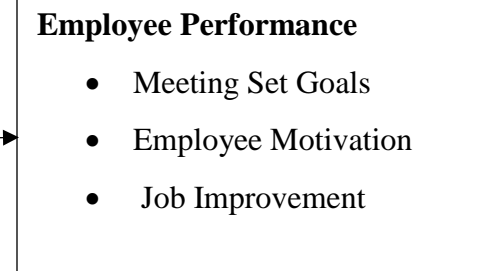 Employee Performance
• Meeting Set Goals
• Employee Motivation
• Job Improvement